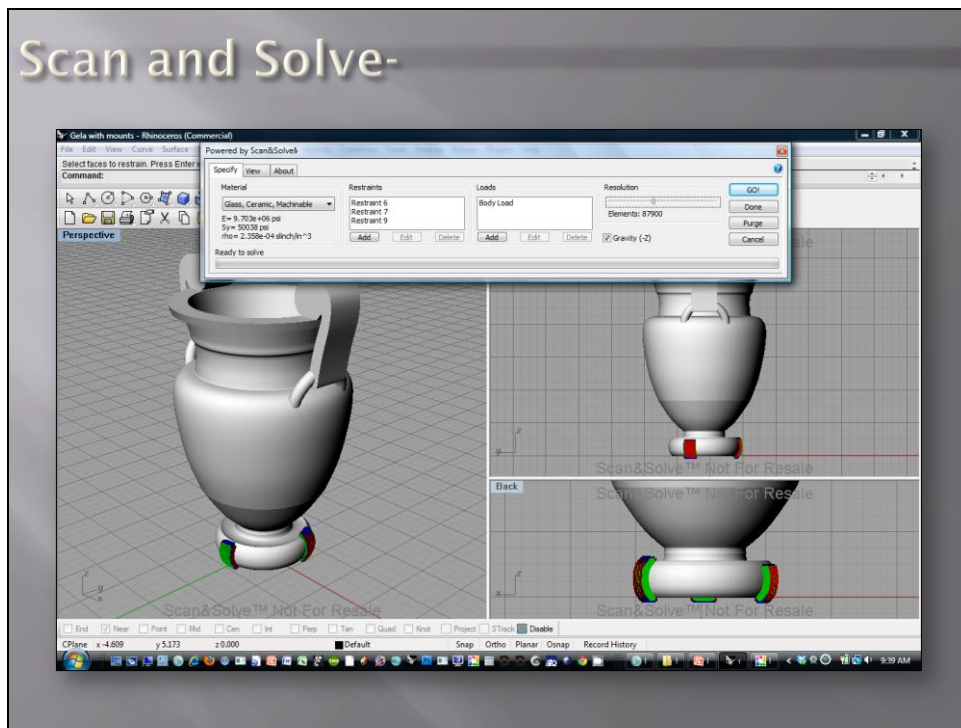 Scan and Solve-
Gela with mounts - Rhinoceros (Commercial)
File Edit View Curve Surface
Select faces to restrain. Press Enter
Command:
Powered by Scan&Solve
Specify View About
Material
Glass, Ceramic, Machinable
E= 9.703e+06 psi
Sy= 50038 psi
rho= 2.358e-04 slinch/in^3
Restraints
Restraint 6
Restraint 7
Restraint 9
Add Edit Delete
Loads
Body Load
Add Edit Delete
Resolution
Elements: 87900
Gravity (-Z)
GO!
Done
Purge
Cancel
Ready to solve
Perspective
z
y
x
Scan&Solve™ Not For Resale
z
y
Scan&Solve™ Not For Resale
Back
Scan&Solve™ Not For Resale
z
x
Scan&Solve™ Not For Resale
End Near Point Mid Cen Int Perp Tan Quad Knot Project STrack Disable
CPlane x -4.609 y 5.173 z 0.000 Default Snap Ortho Planar Osnap Record History
9:39 AM